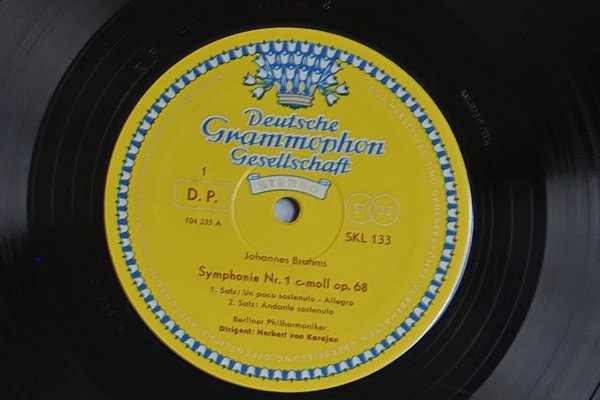 Deutsche
Grammophon
Gesellschaft
STEREO
1
D. P.
104 333 A
ST 33
SKL 133
Johannes Brahms
Symphonie Nr. 1 c-moll op. 68
1. Satz: Un poco sostenuto - Allegro
2. Satz: Andante sostenuto
Berliner Philharmoniker
Dirigent: Herbert von Karajan